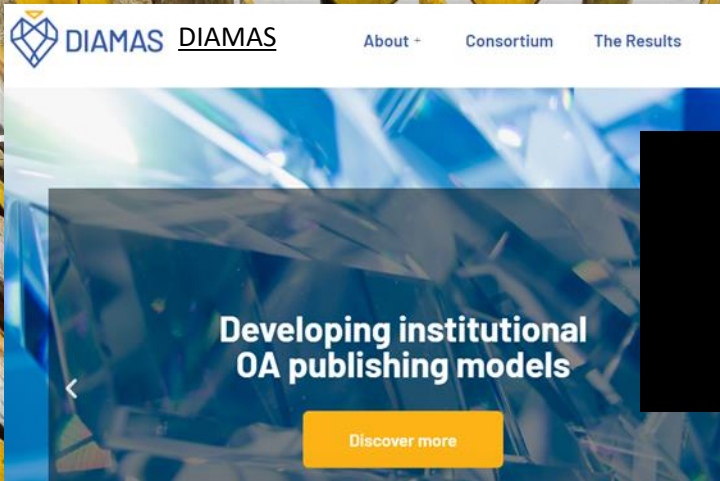 DIAMAS DIAMAS About + Consortium The Results
Developing institutional
OA publishing models
Discover more